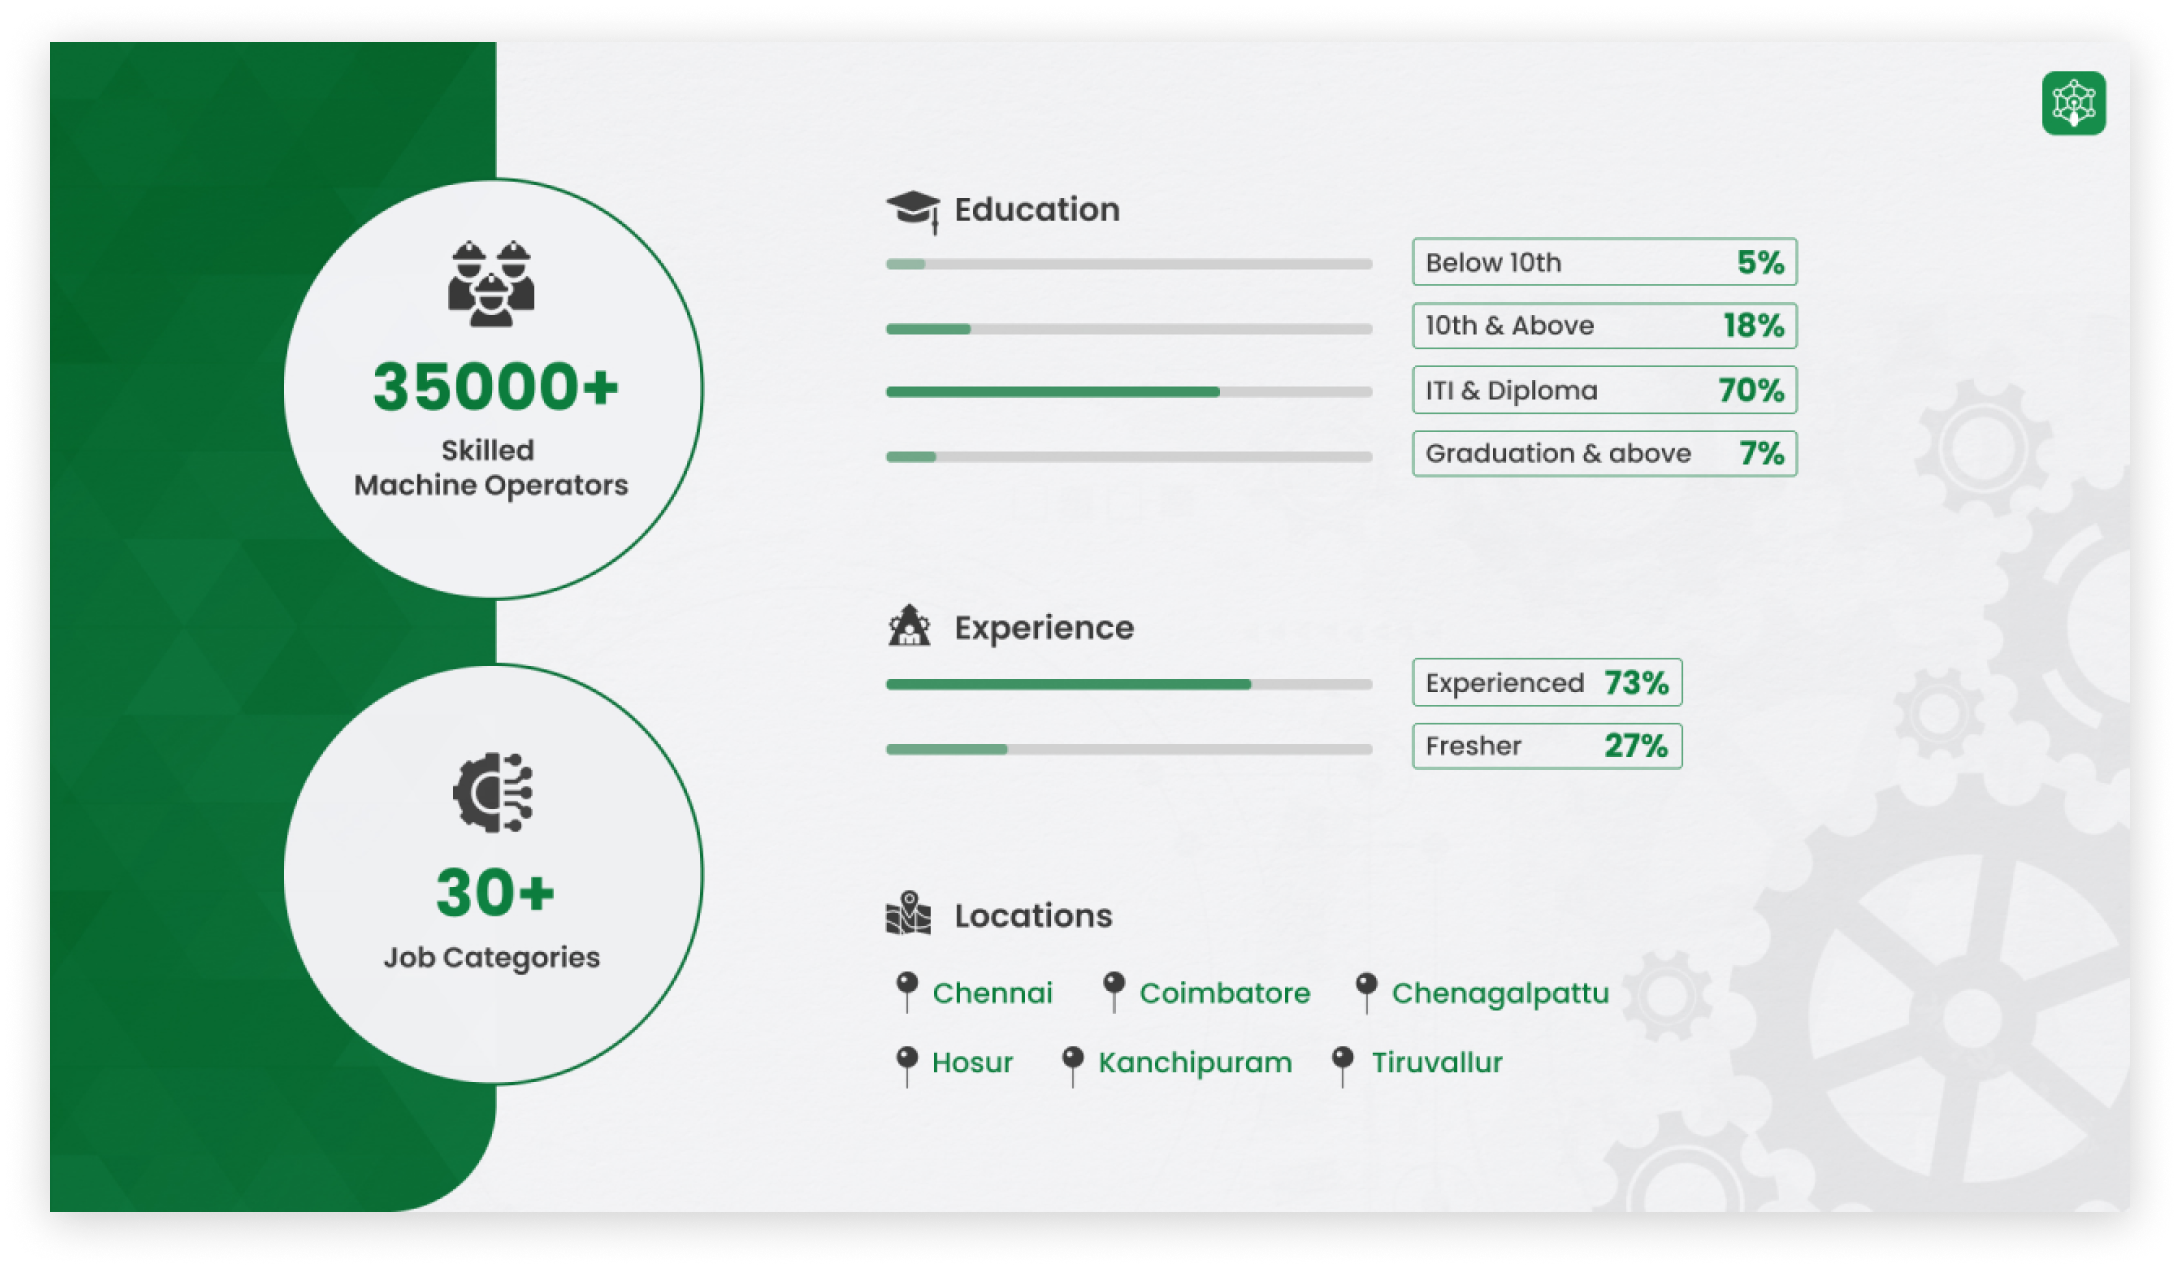 35000+
Skilled
Machine Operators
30+
Job Categories
Education
Below 10th 5%
10th & Above 18%
ITI & Diploma 70%
Graduation & above 7%
Experience
Experienced 73%
Fresher 27%
Locations
Chennai Coimbatore Chenagalpattu
Hosur Kanchipuram Tiruvallur